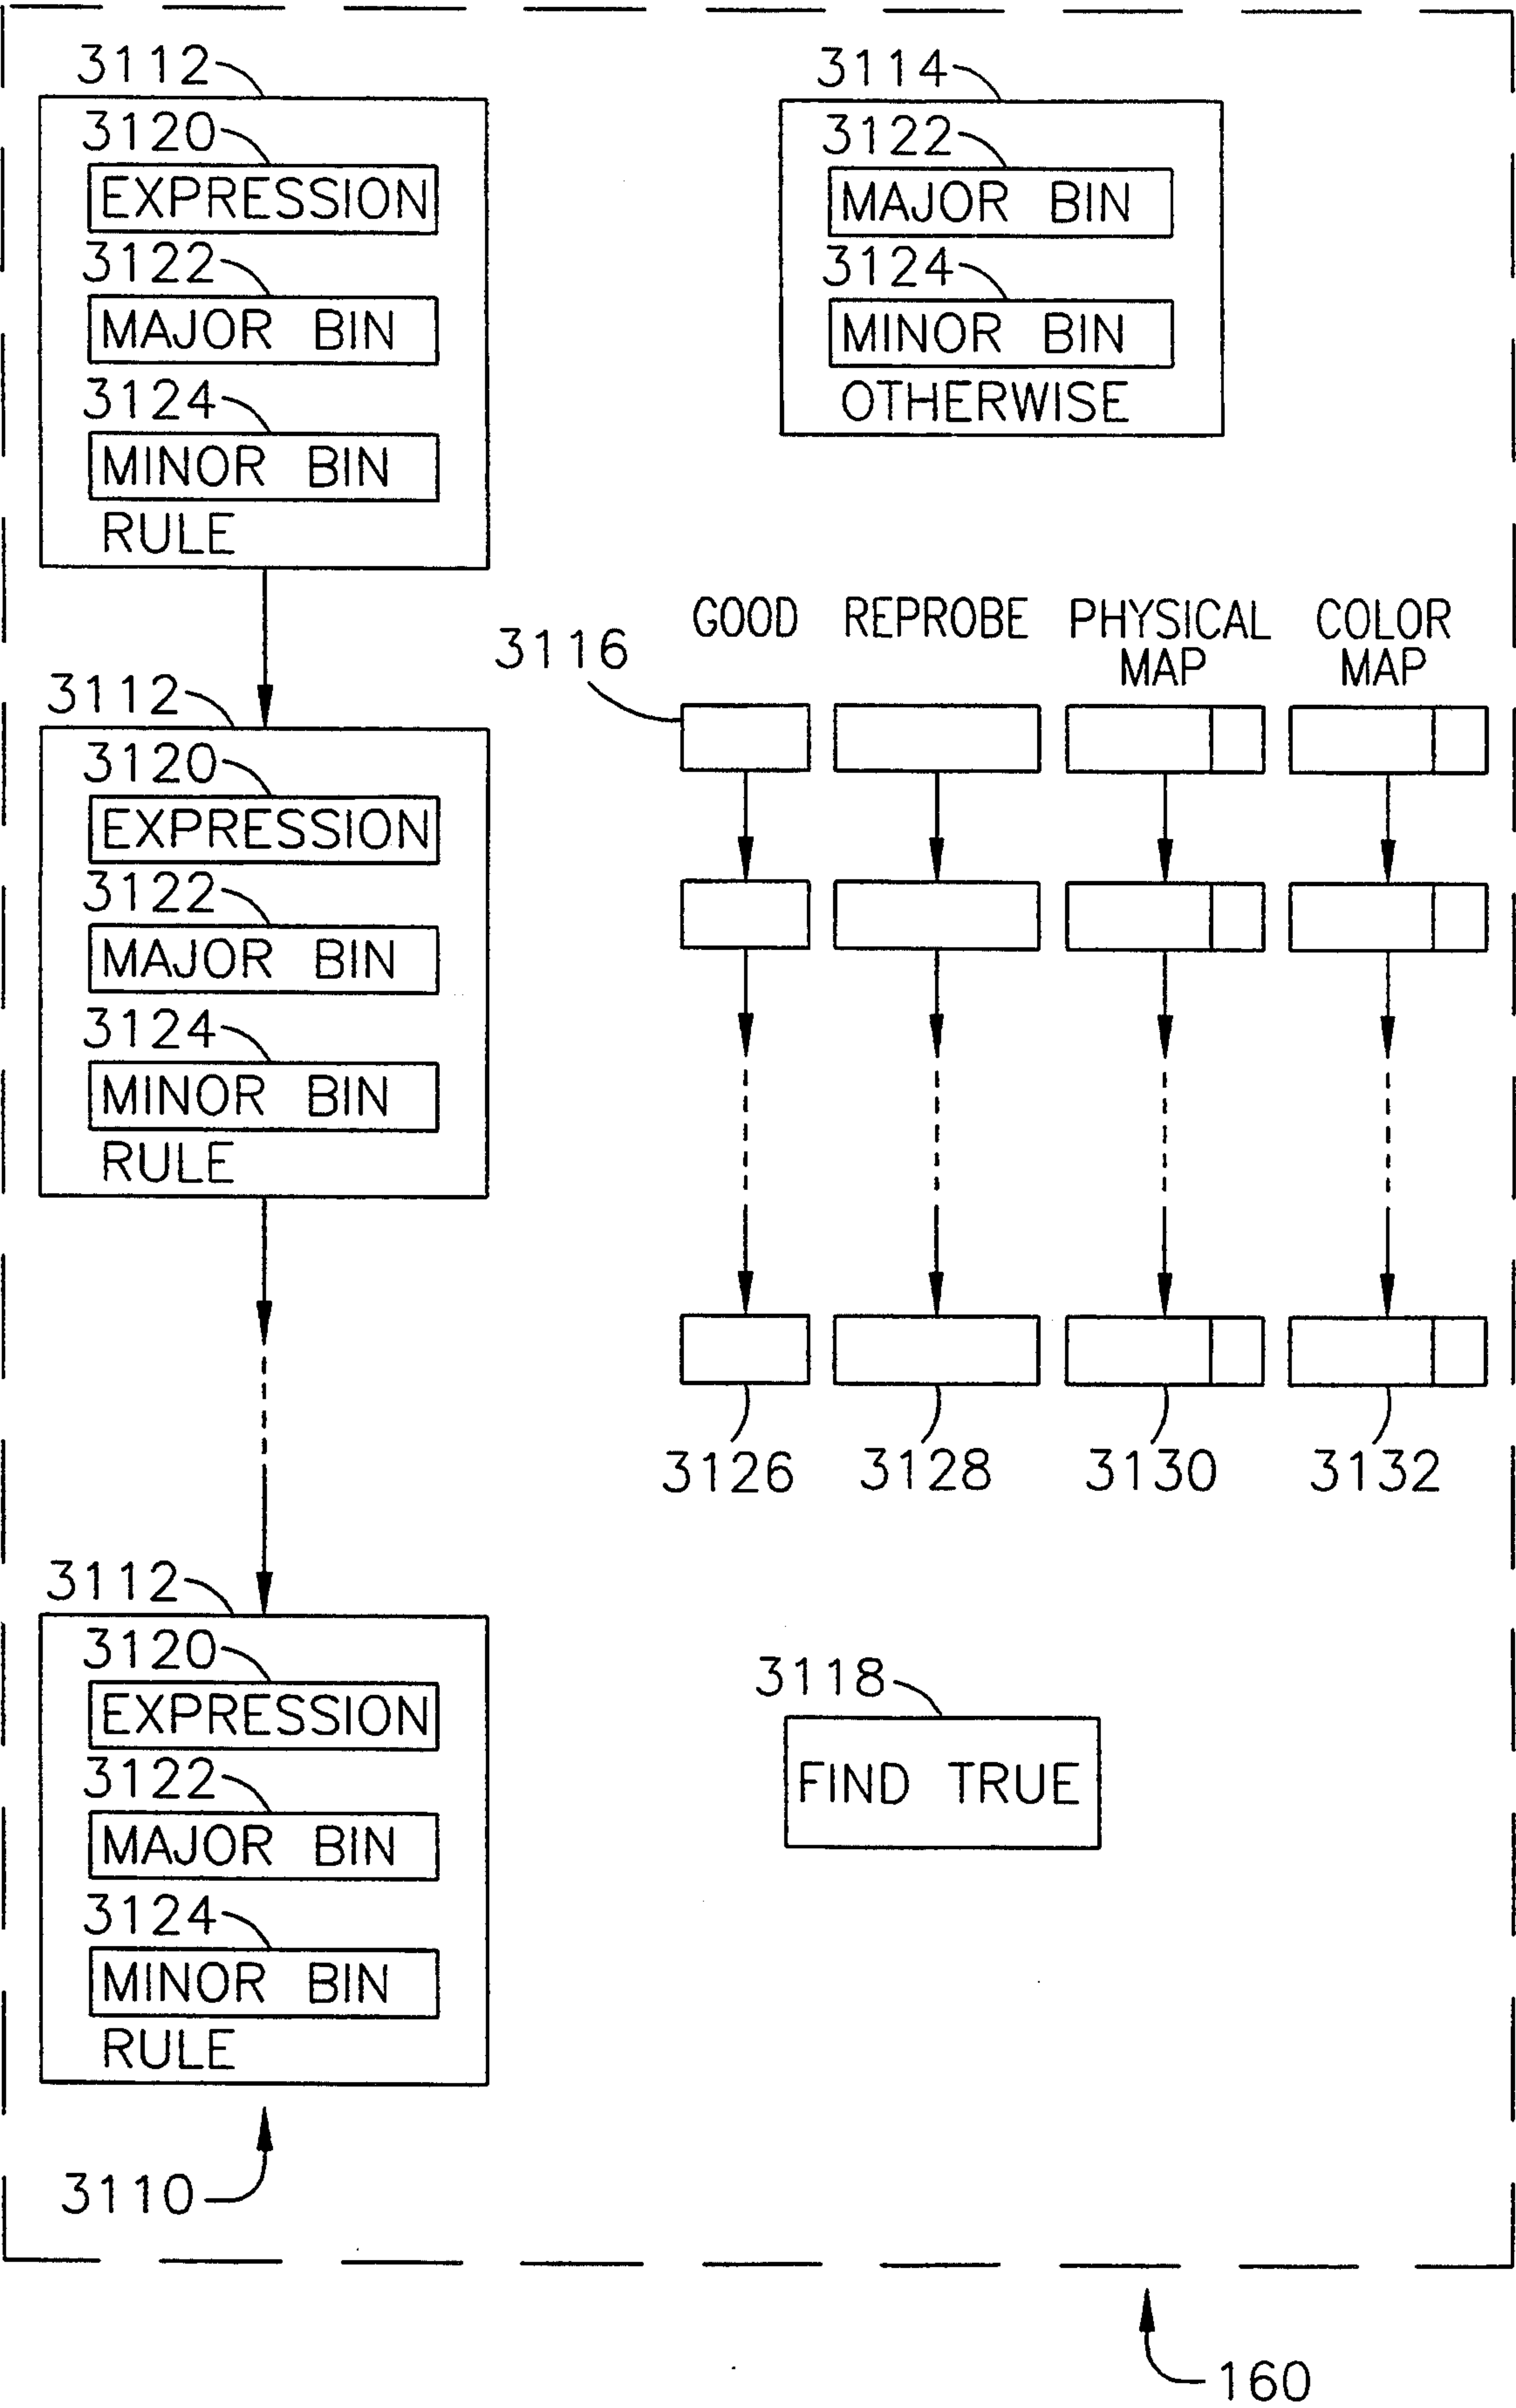 3112
3120
EXPRESSION
3122
MAJOR BIN
3124
MINOR BIN
RULE
3114
3122
MAJOR BIN
3124
MINOR BIN
OTHERWISE
3112
3120
EXPRESSION
3122
MAJOR BIN
3124
MINOR BIN
RULE
3116
GOOD
REPROBE
PHYSICAL
MAP
COLOR
MAP
3126
3128
3130
3132
3112
3120
EXPRESSION
3122
MAJOR BIN
3124
MINOR BIN
RULE
3118
FIND TRUE
3110
160